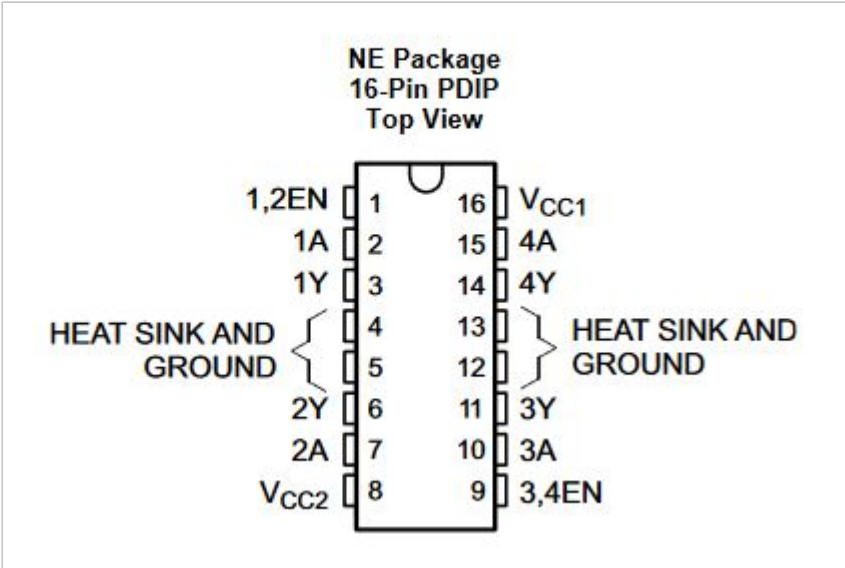 NE Package
16-Pin PDIP
Top View
1,2EN 1 16 VCC1
1A 2 15 4A
1Y 3 14 4Y
HEAT SINK AND 4 13 HEAT SINK AND
GROUND 5 12 GROUND
2Y 6 11 3Y
2A 7 10 3A
VCC2 8 9 3,4EN